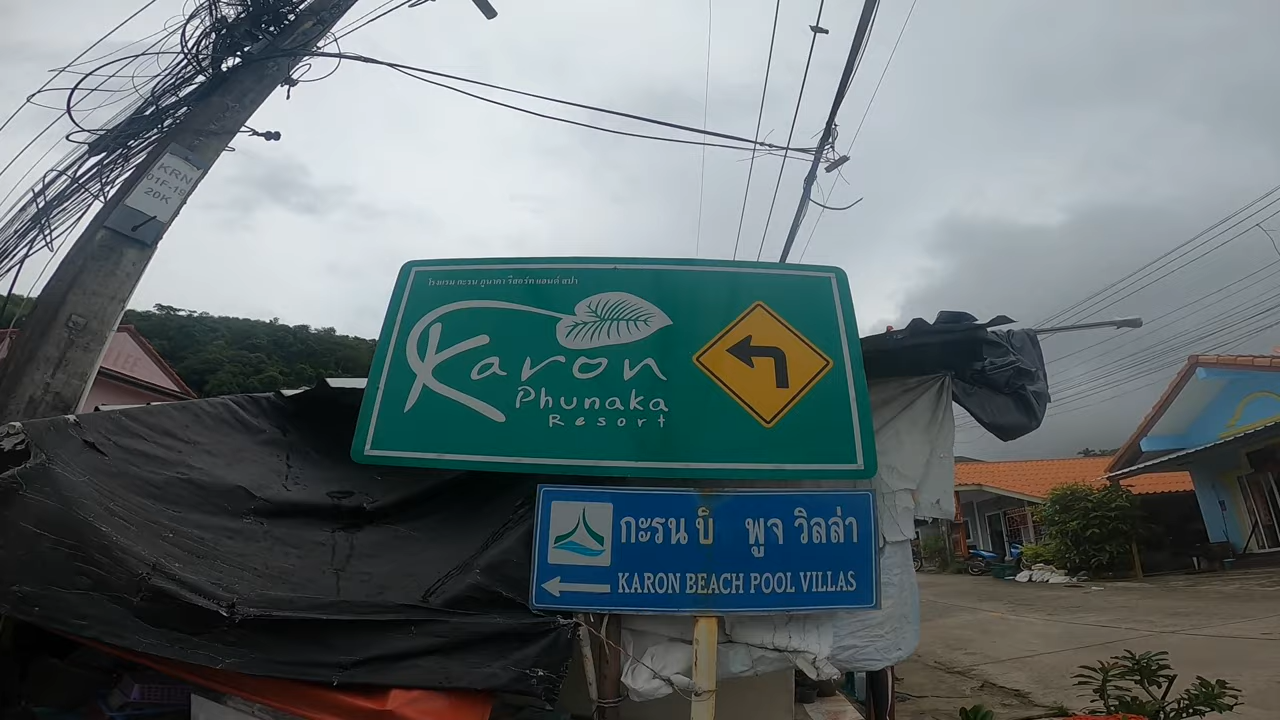 KRN
01F-19
20K
โรงแรม กะรน ภูนาคา รีสอร์ท แอนด์ สปา
Karon
Phunaka
Resort
กะรน บิ พูจ วิลล่า
KARON BEACH POOL VILLAS